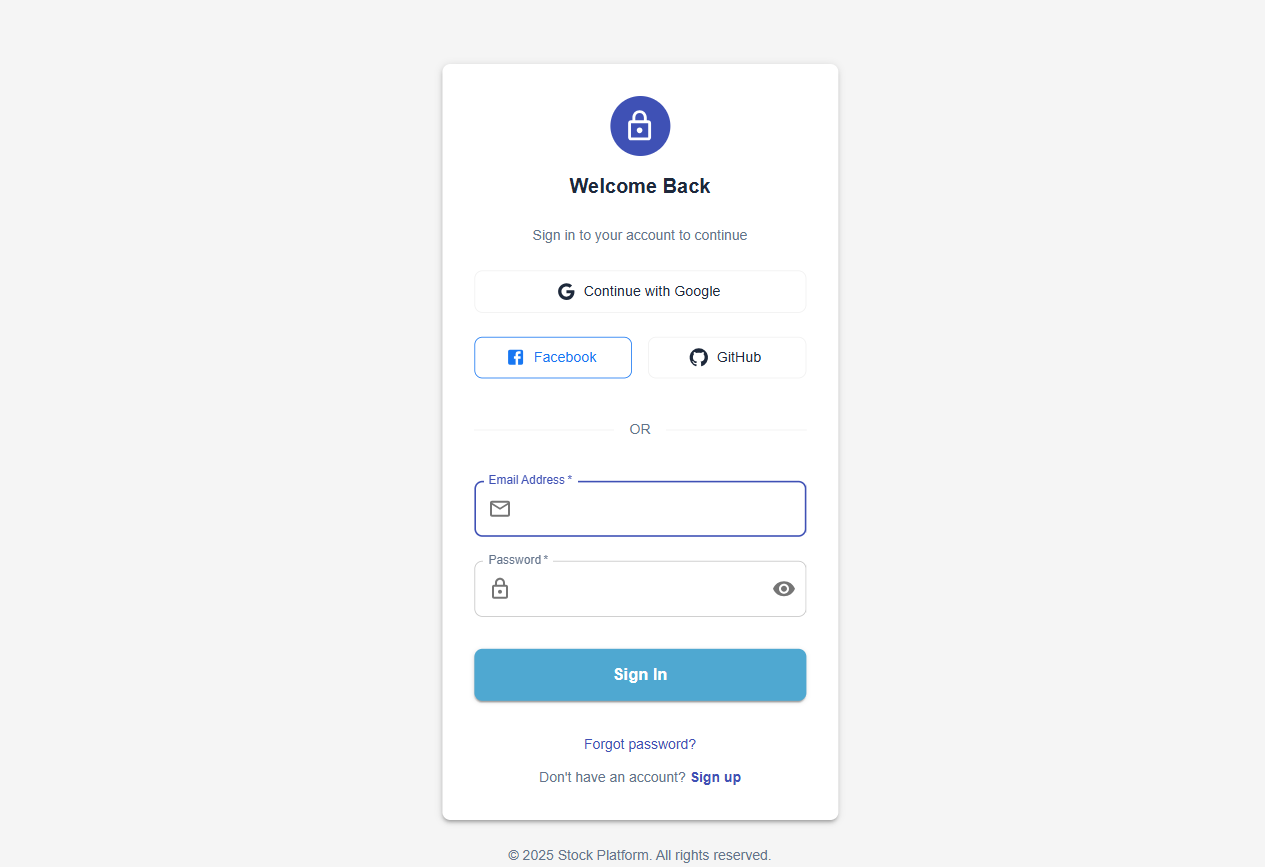 Welcome Back
Sign in to your account to continue
Continue with Google
Facebook
GitHub
OR
Email Address *
Password *
Sign In
Forgot password?
Don't have an account? Sign up
© 2025 Stock Platform. All rights reserved.